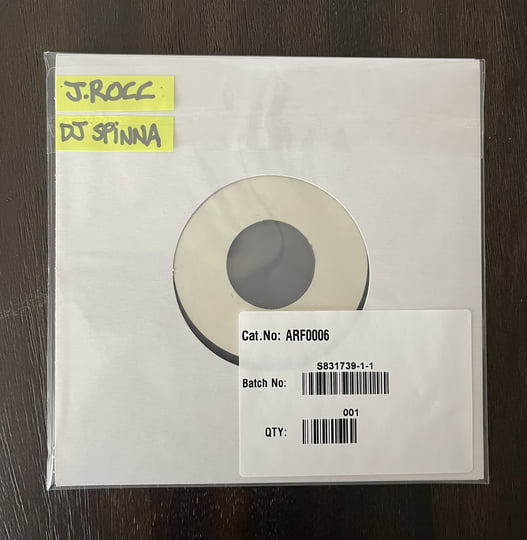 J.ROCC
DJ SPiNNA
Cat.No: ARF0006
S831739-1-1
Batch No:
001
QTY: